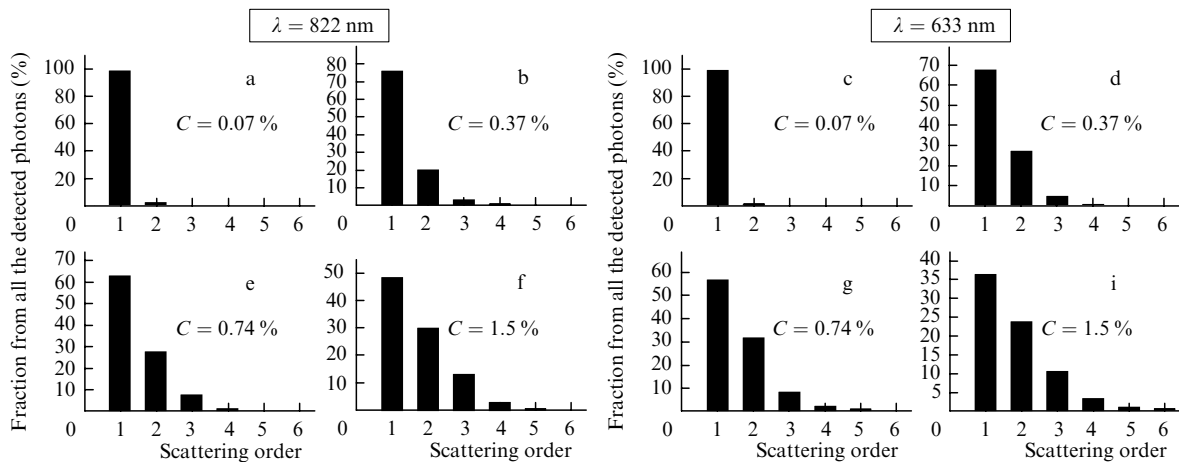 λ = 822 nm
λ = 633 nm
Fraction from all the detected photons (%)
100
80
60
40
20
0
1 2 3 4 5 6
a
C = 0.07 %
80
70
60
50
40
30
20
10
0
1 2 3 4 5 6
b
C = 0.37 %
Fraction from all the detected photons (%)
100
80
60
40
20
0
1 2 3 4 5 6
c
C = 0.07 %
70
60
50
40
30
20
10
0
1 2 3 4 5 6
d
C = 0.37 %
70
60
50
40
30
20
10
0
1 2 3 4 5 6
e
C = 0.74 %
50
40
30
20
10
0
1 2 3 4 5 6
f
C = 1.5 %
Scattering order
Scattering order
60
50
40
30
20
10
0
1 2 3 4 5 6
g
C = 0.74 %
40
35
30
25
20
15
10
5
0
1 2 3 4 5 6
i
C = 1.5 %
Scattering order
Scattering order